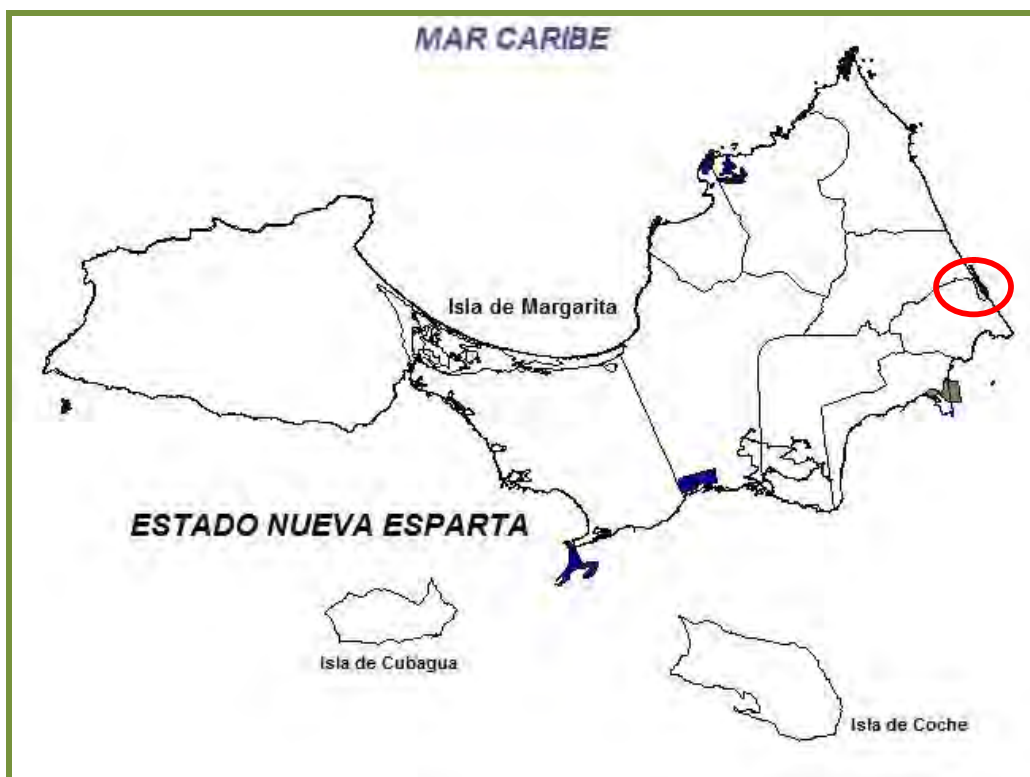 MAR CARIBE
Isla de Margarita
ESTADO NUEVA ESPARTA
Isla de Cubagua
Isla de Coche